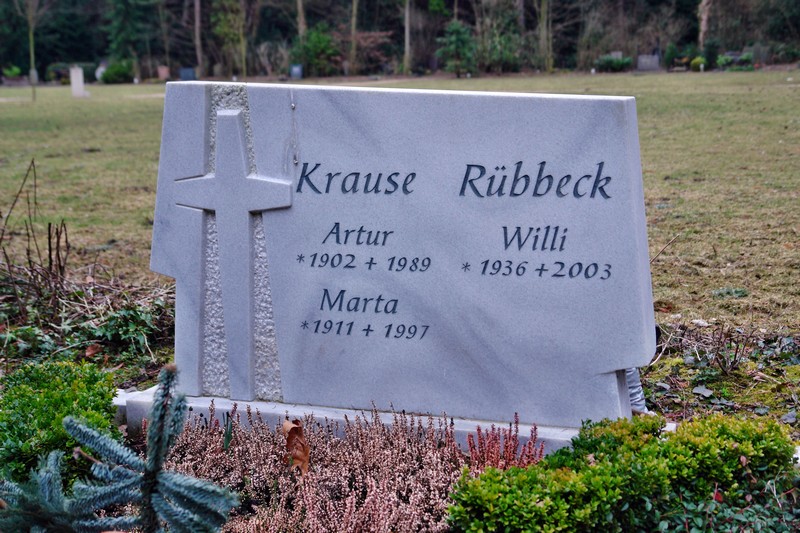 Krause
Artur
*1902 + 1989
Marta
*1911 + 1997
Rübbeck
Willi
* 1936 + 2003